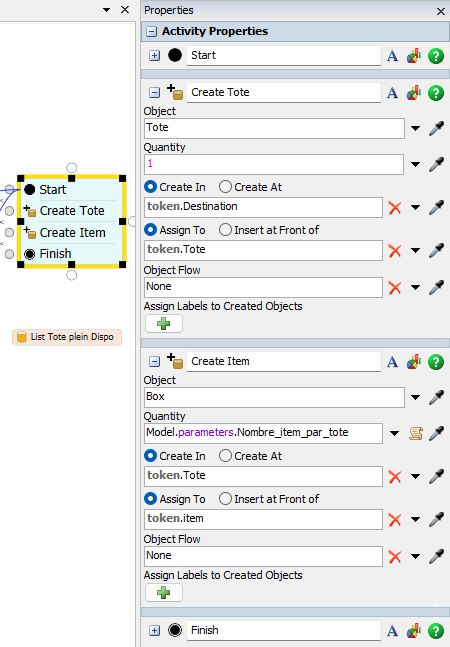 Start
Create Tote
Create Item
Finish
List Tote plein Dispo
Properties
Activity Properties
Start
Create Tote
Object
Tote
Quantity
1
Create In Create At
token.Destination
Assign To Insert at Front of
token.Tote
Object Flow
None
Assign Labels to Created Objects
Create Item
Object
Box
Quantity
Model.parameters.Nombre_item_par_tote
Create In Create At
token.Tote
Assign To Insert at Front of
token.item
Object Flow
None
Assign Labels to Created Objects
Finish